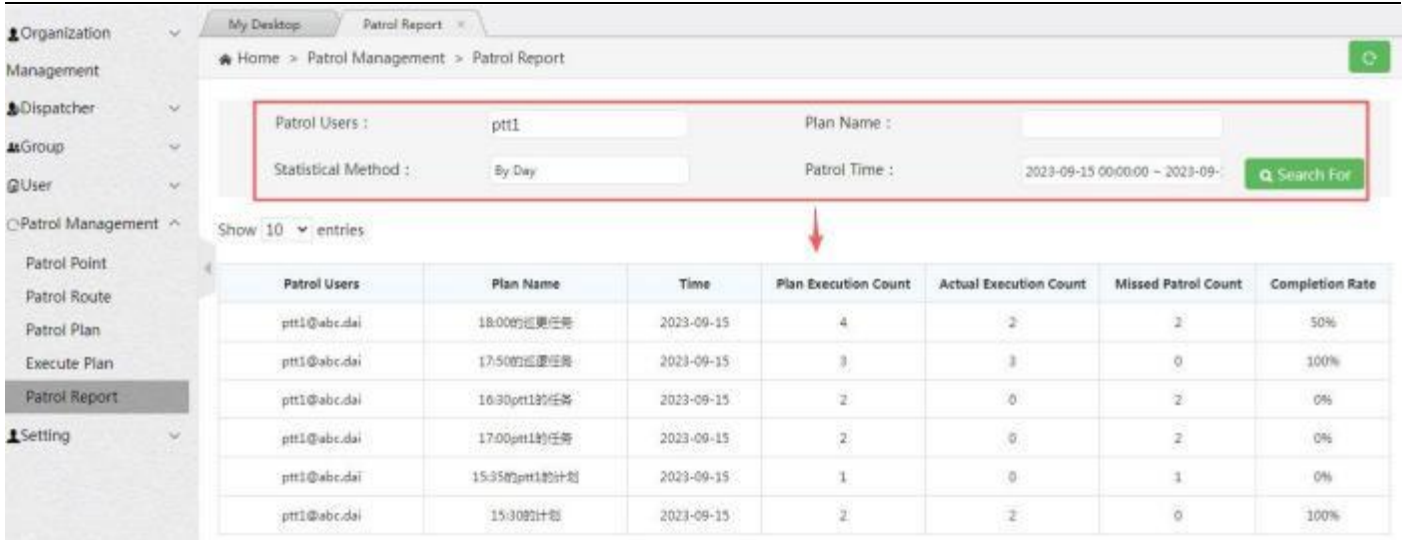 My Desktop Patrol Report ×
Organization
Management
Home > Patrol Management > Patrol Report
Dispatcher
Group
User
Patrol Management
Patrol Point
Patrol Route
Patrol Plan
Execute Plan
Patrol Report
Setting
Patrol Users : ptt1 Plan Name :
Statistical Method : By Day Patrol Time : 2023-09-15 00:00:00 ~ 2023-09- Search For
Show 10 entries
Patrol Users Plan Name Time Plan Execution Count Actual Execution Count Missed Patrol Count Completion Rate
ptt1@abc.dai 18:00的巡更任务 2023-09-15 4 2 2 50%
ptt1@abc.dai 17:50的巡逻任务 2023-09-15 3 3 0 100%
ptt1@abc.dai 16:30ptt1的任务 2023-09-15 2 0 2 0%
ptt1@abc.dai 17:00ptt1的任务 2023-09-15 2 0 2 0%
ptt1@abc.dai 15:35的ptt1的计划 2023-09-15 1 0 1 0%
ptt1@abc.dai 15:30的计划 2023-09-15 2 2 0 100%